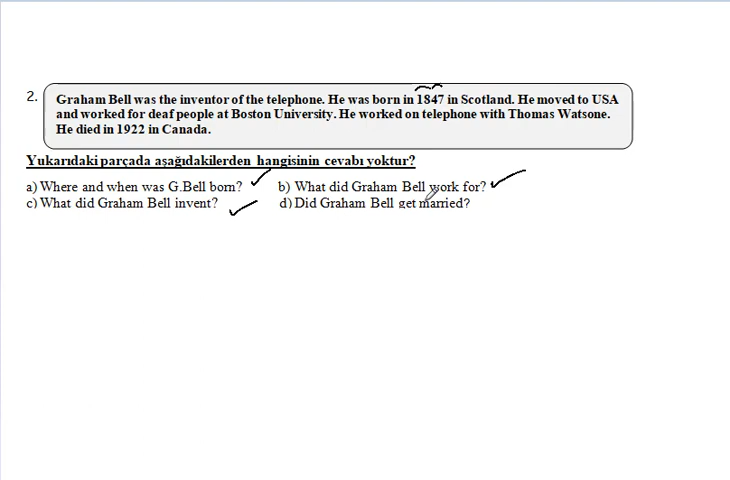 2.
Graham Bell was the inventor of the telephone. He was born in 1847 in Scotland. He moved to USA
and worked for deaf people at Boston University. He worked on telephone with Thomas Watsone.
He died in 1922 in Canada.
Yukarıdaki parçada aşağıdakilerden hangisinin cevabı yoktur?
a) Where and when was G.Bell born? b) What did Graham Bell work for?
c) What did Graham Bell invent? d) Did Graham Bell get married?